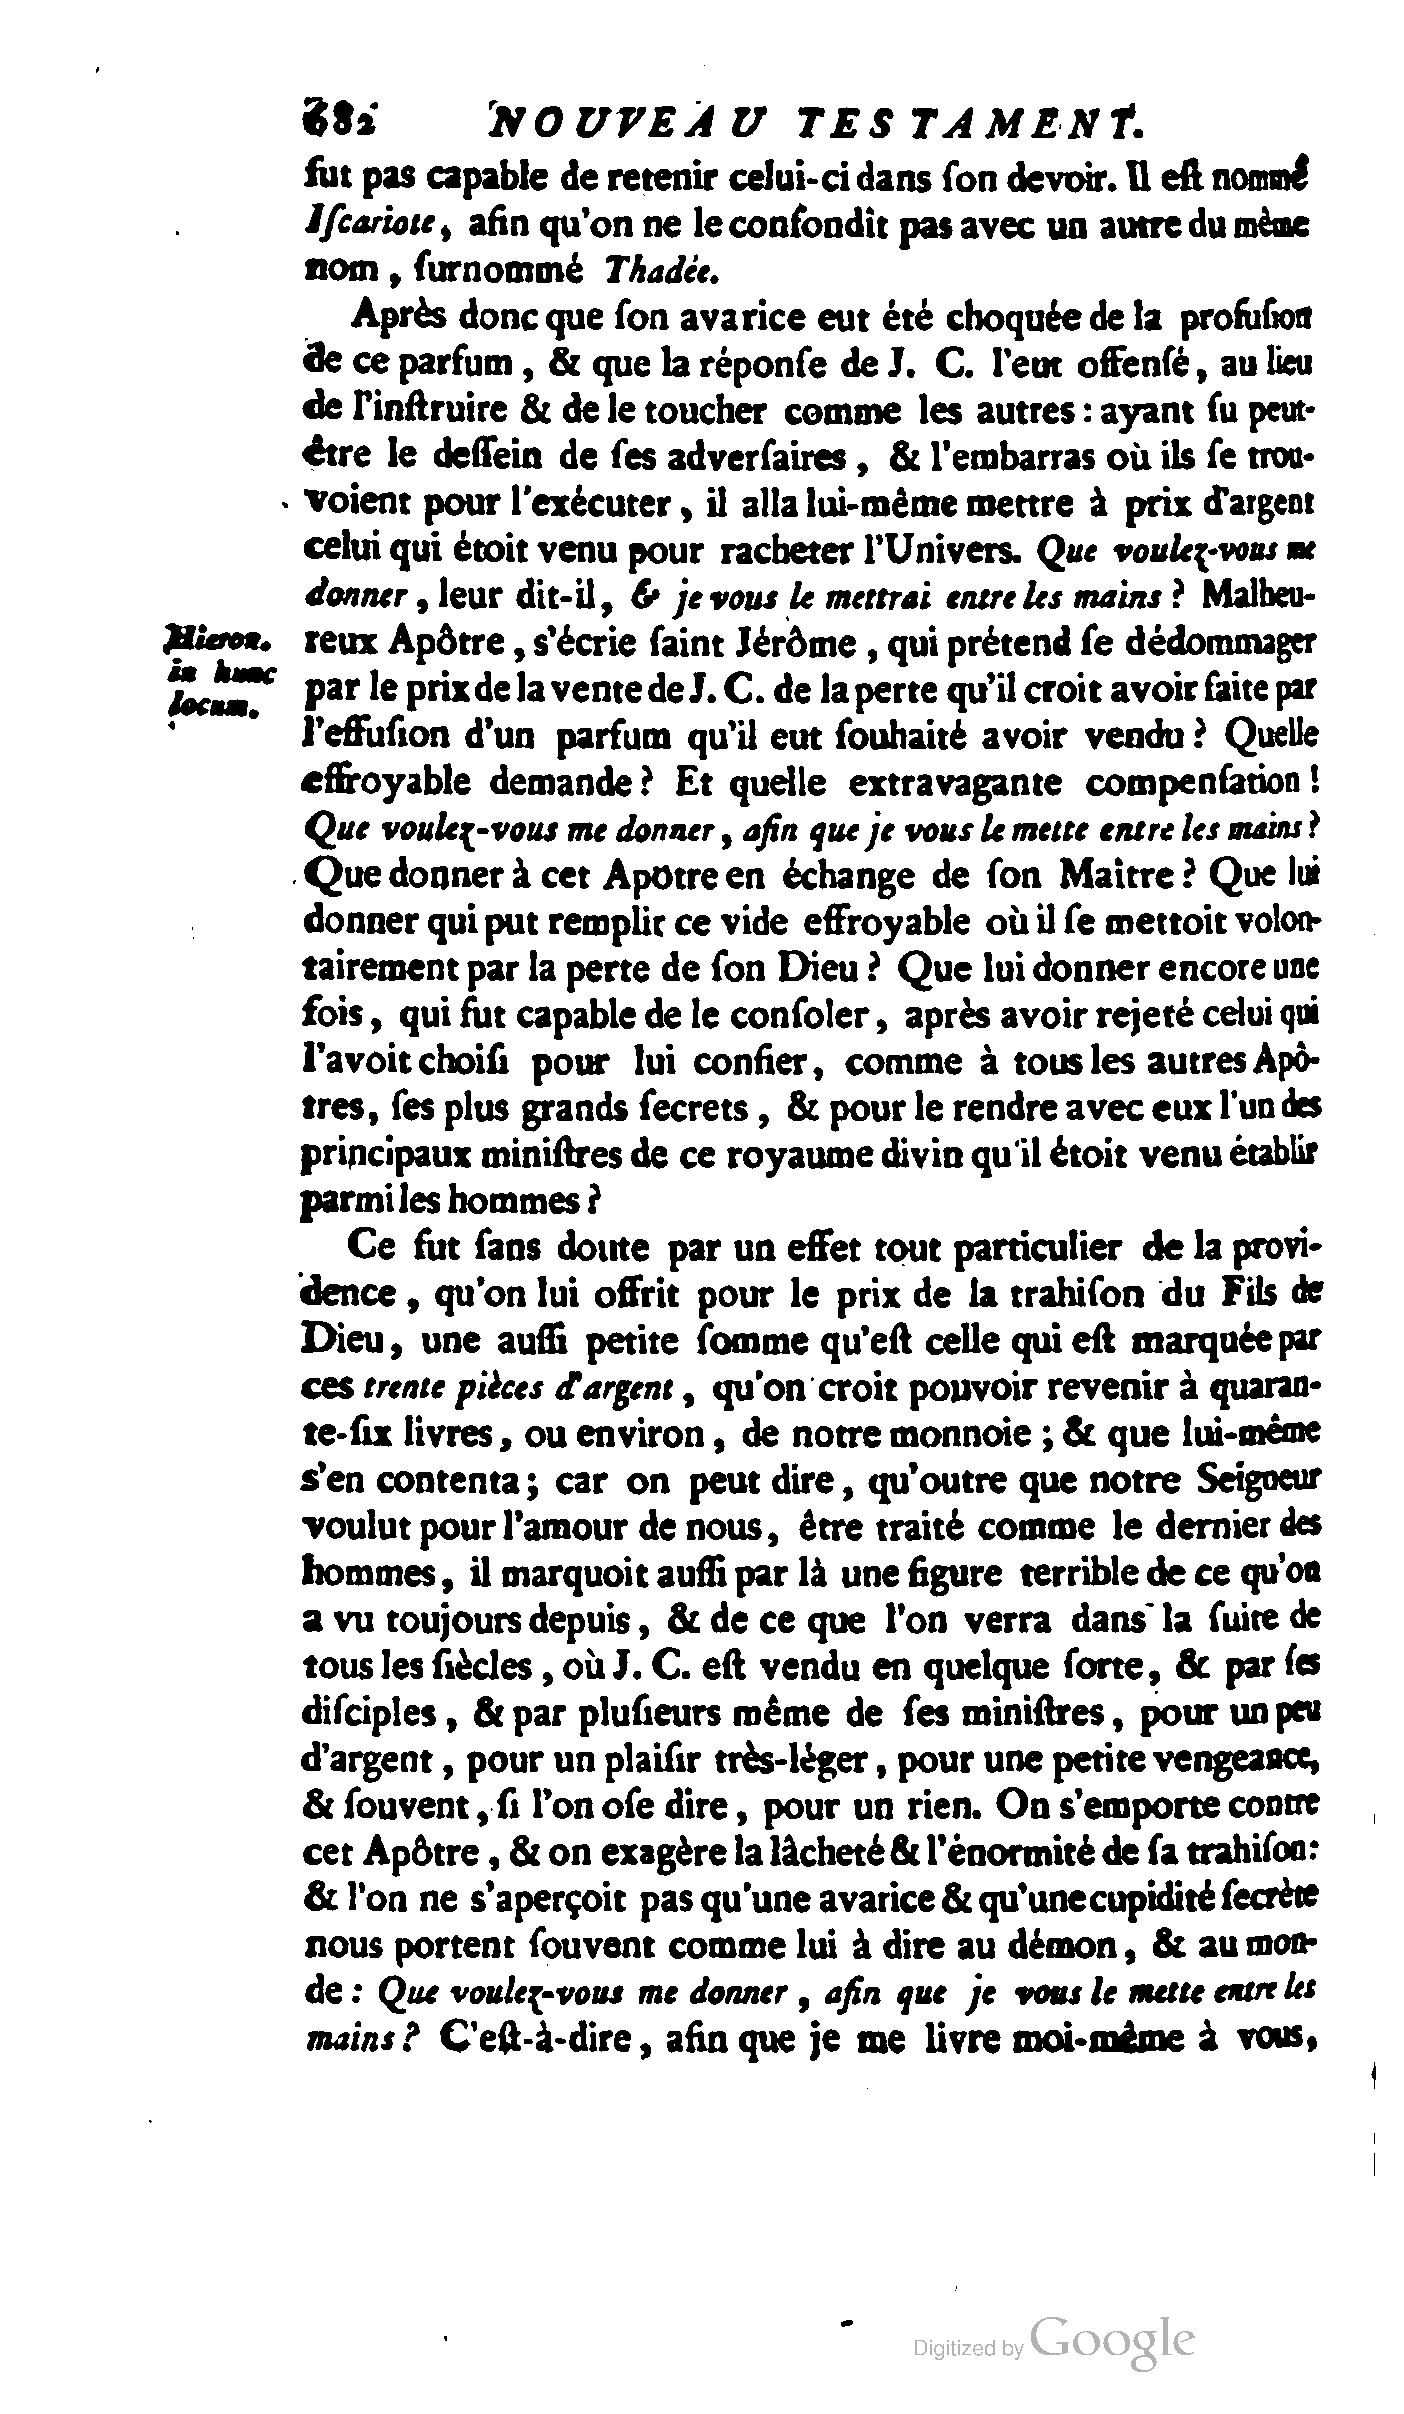 682 NOUVEAU TESTAMENT.
fut pas capable de retenir celui-ci dans ſon devoir. Il eſt nommé
Iſcariote, afin qu'on ne le confondît pas avec un autre du même
nom, ſurnommé Thadée.
Après donc que ſon avarice eut été choquée de la profuſion
de ce parfum, & que la réponſe de J. C. l'eut offenſé, au lieu
de l'inſtruire & de le toucher comme les autres : ayant ſu peut-
être le deſſein de ſes adverſaires, & l'embarras où ils ſe trou-
voient pour l'exécuter, il alla lui-même mettre à prix d'argent
celui qui étoit venu pour racheter l'Univers. Que voulez-vous me
donner, leur dit-il, & je vous le mettrai entre les mains ? Malheu-
Hieron.
in hunc
locum.
reux Apôtre, s'écrie ſaint Jérôme, qui prétend ſe dédommager
par le prix de la vente de J. C. de la perte qu'il croit avoir faite par
l'effuſion d'un parfum qu'il eut ſouhaité avoir vendu ? Quelle
effroyable demande ? Et quelle extravagante compenſation !
Que voulez-vous me donner, afin que je vous le mette entre les mains ?
Que donner à cet Apotre en échange de ſon Maitre ? Que lui
donner qui put remplir ce vide effroyable où il ſe mettoit volon-
tairement par la perte de ſon Dieu ? Que lui donner encore une
fois, qui fut capable de le conſoler, après avoir rejeté celui qui
l'avoit choiſi pour lui confier, comme à tous les autres Apô-
tres, ſes plus grands ſecrets, & pour le rendre avec eux l'un des
principaux miniſtres de ce royaume divin qu'il étoit venu établir
parmi les hommes ?
Ce fut ſans doute par un effet tout particulier de la provi-
dence, qu'on lui offrit pour le prix de la trahiſon du Fils de
Dieu, une auſſi petite ſomme qu'eſt celle qui eſt marquée par
ces trente pièces d'argent, qu'on croit pouvoir revenir à quaran-
te-ſix livres, ou environ, de notre monnoie ; & que lui-même
s'en contenta ; car on peut dire, qu'outre que notre Seigneur
voulut pour l'amour de nous, être traité comme le dernier des
hommes, il marquoit auſſi par là une figure terrible de ce qu'on
a vu toujours depuis, & de ce que l'on verra dans la ſuite de
tous les ſiècles, où J. C. eſt vendu en quelque ſorte, & par ſes
diſciples, & par pluſieurs même de ſes miniſtres, pour un peu
d'argent, pour un plaiſir très-léger, pour une petite vengeance,
& ſouvent, ſi l'on oſe dire, pour un rien. On s'emporte contre
cet Apôtre, & on exagère la lâcheté & l'énormité de ſa trahiſon :
& l'on ne s'aperçoit pas qu'une avarice & qu'une cupidité ſecrète
nous portent ſouvent comme lui à dire au démon, & au mon-
de : Que voulez-vous me donner, afin que je vous le mette entre les
mains ? C'eſt-à-dire, afin que je me livre moi-même à vous,
Digitized by Google